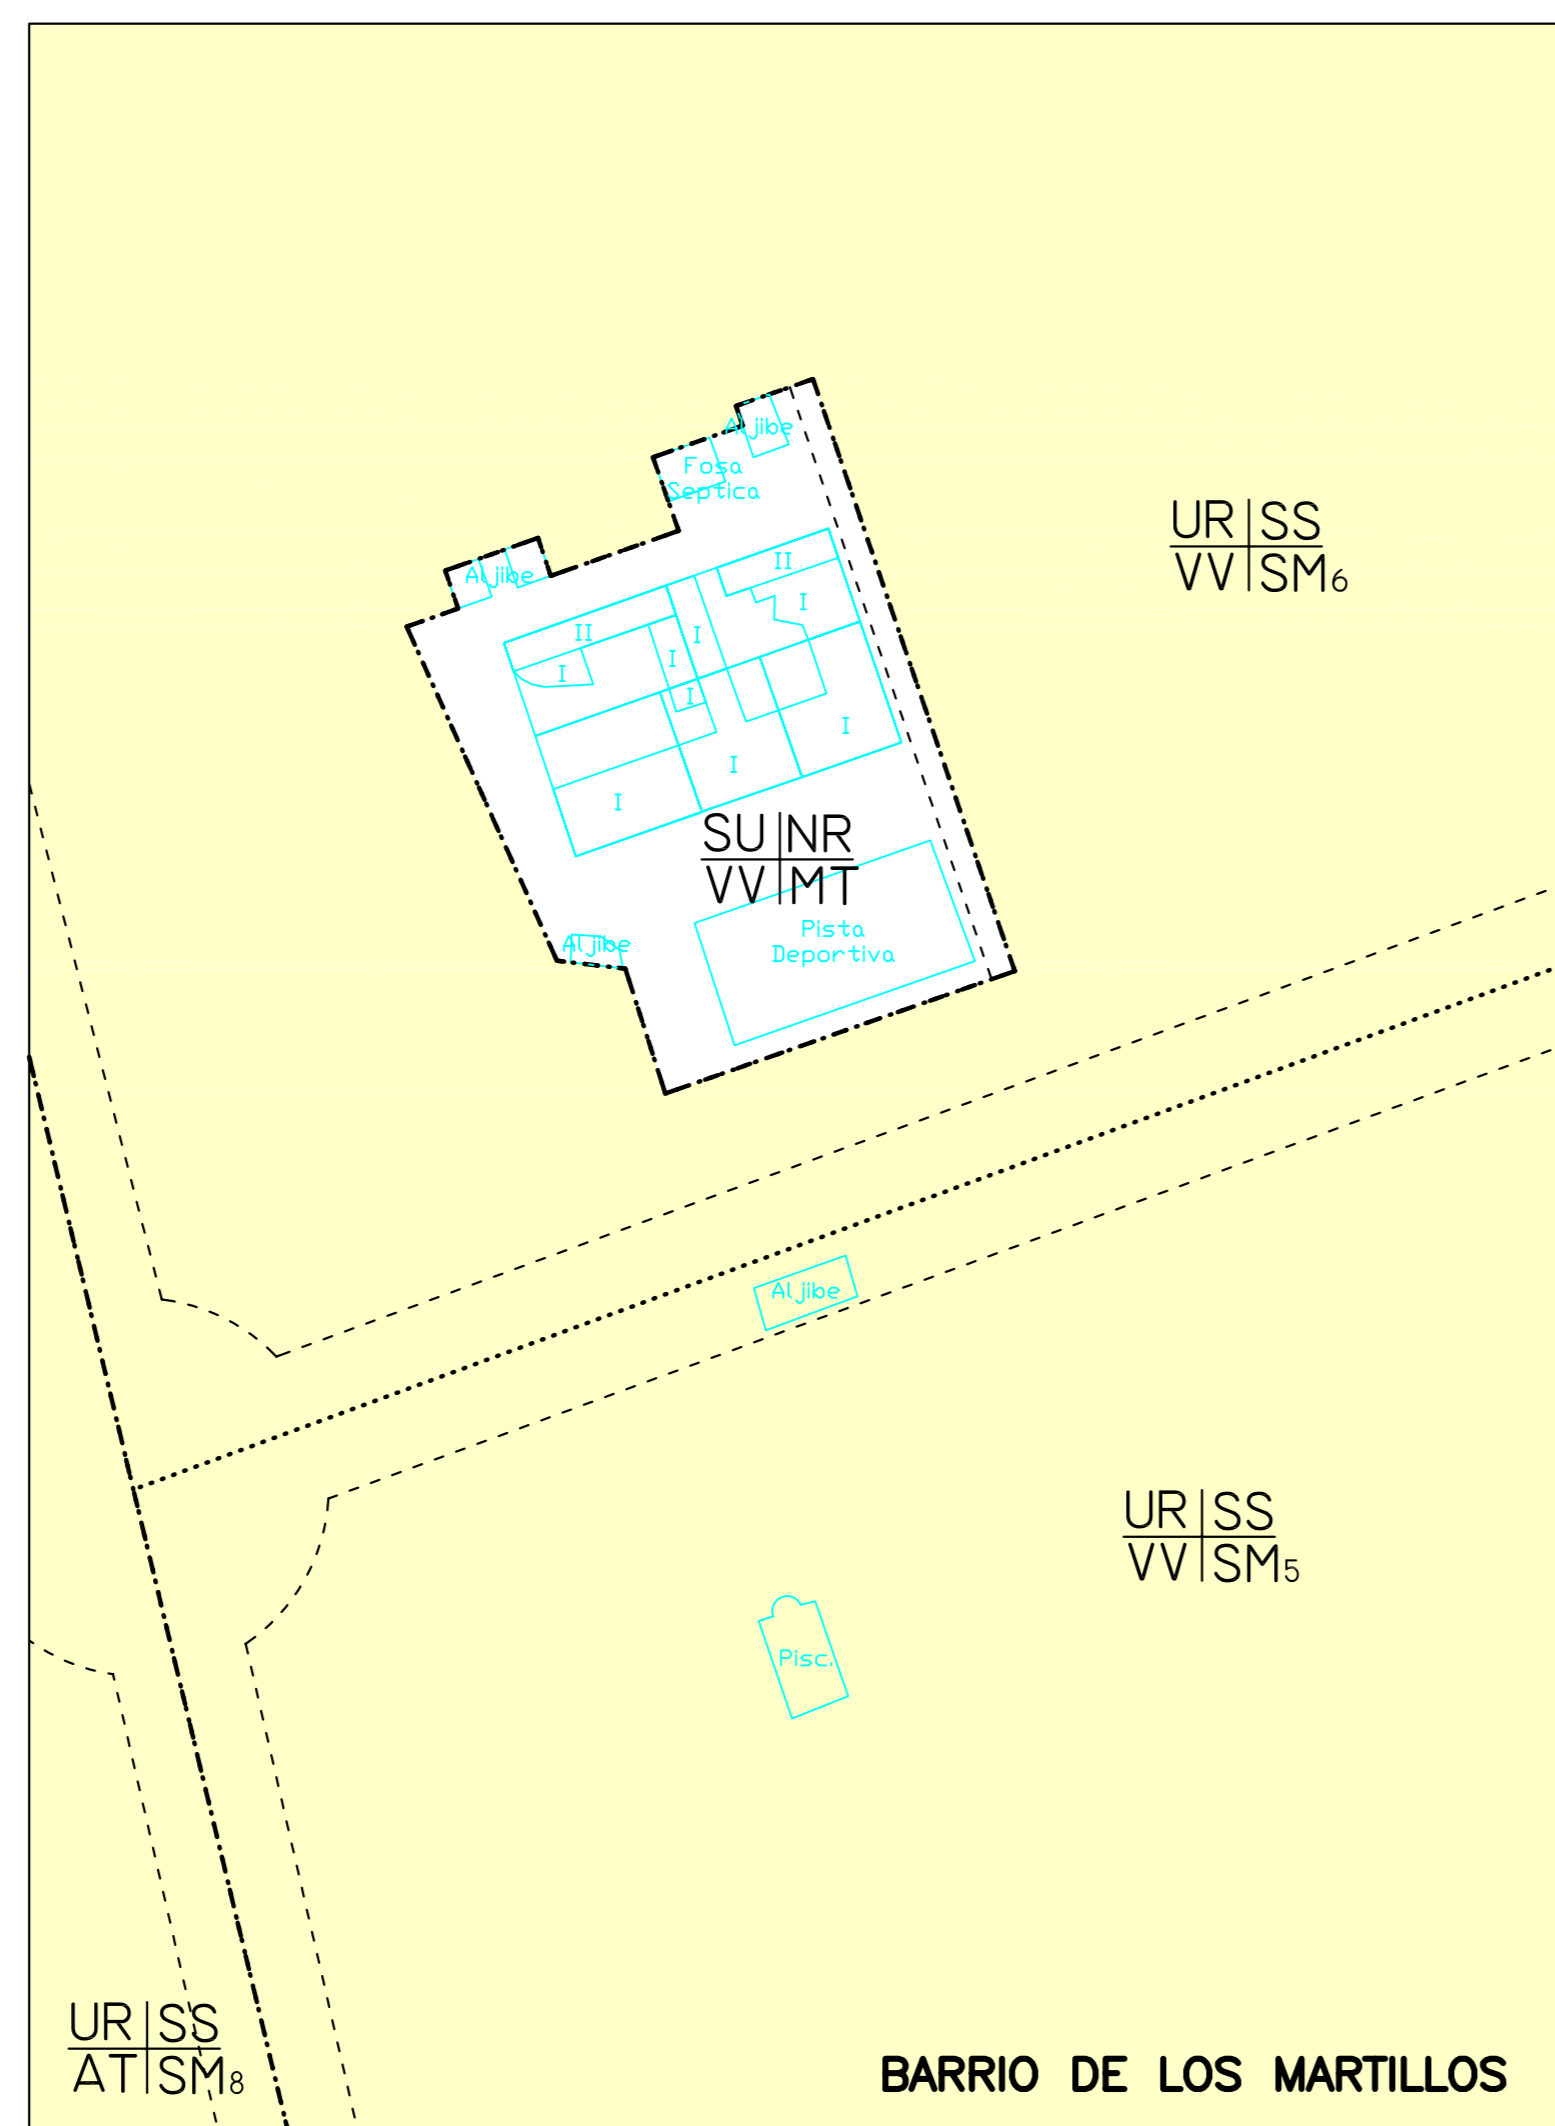 Aljibe
Fosa
Septica
UR SS
VV SM6
Aljibe
II
I
II
I
I
I
I
I
I
I
SU NR
VV MT
Pista
Deportiva
Aljibe
Aljibe
UR SS
VV SM5
Pisc.
UR SS
AT SM8
BARRIO DE LOS MARTILLOS